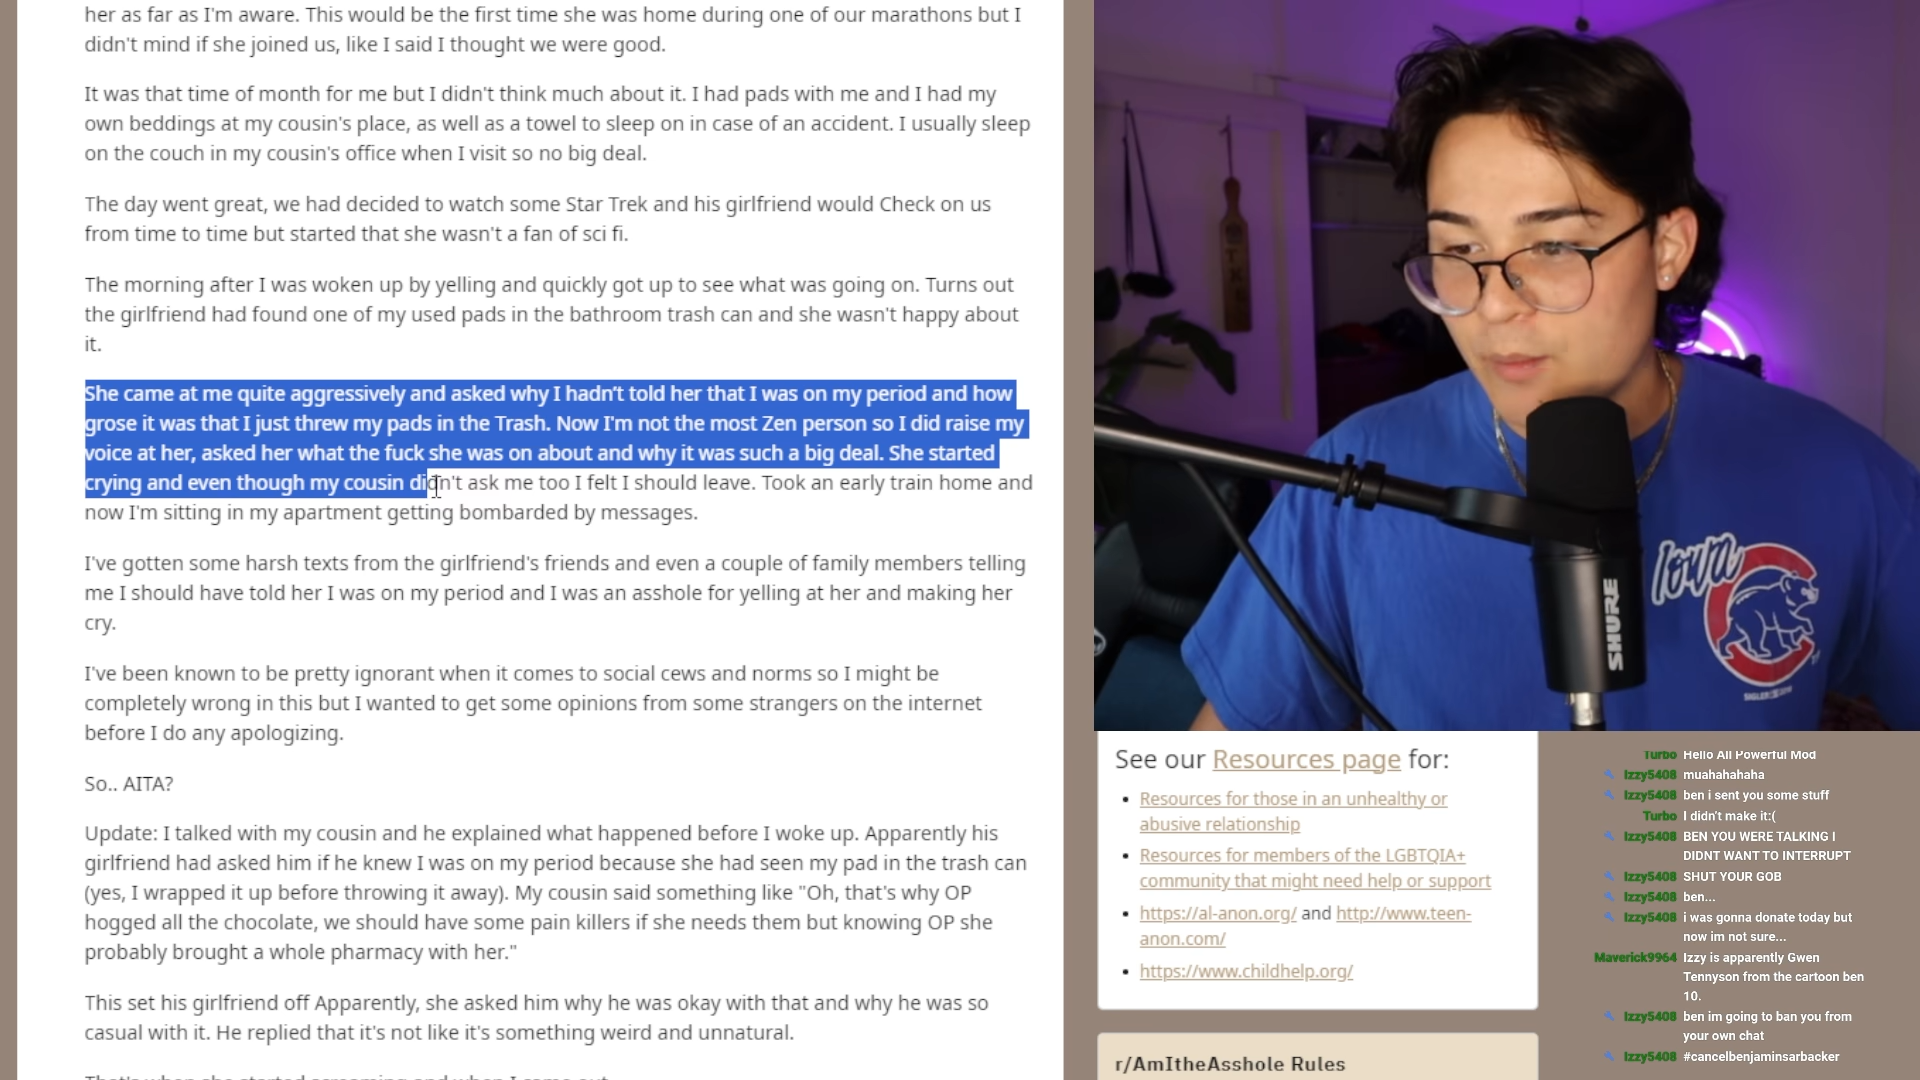 her as far as I'm aware. This would be the first time she was home during one of our marathons but I
didn't mind if she joined us, like I said I thought we were good.
It was that time of month for me but I didn't think much about it. I had pads with me and I had my
own beddings at my cousin's place, as well as a towel to sleep on in case of an accident. I usually sleep
on the couch in my cousin's office when I visit so no big deal.
The day went great, we had decided to watch some Star Trek and his girlfriend would Check on us
from time to time but started that she wasn't a fan of sci fi.
The morning after I was woken up by yelling and quickly got up to see what was going on. Turns out
the girlfriend had found one of my used pads in the bathroom trash can and she wasn't happy about
it.
She came at me quite aggressively and asked why I hadn't told her that I was on my period and how
grose it was that I just threw my pads in the Trash. Now I'm not the most Zen person so I did raise my
voice at her, asked her what the fuck she was on about and why it was such a big deal. She started
crying and even though my cousin didn't ask me too I felt I should leave. Took an early train home and
now I'm sitting in my apartment getting bombarded by messages.
I've gotten some harsh texts from the girlfriend's friends and even a couple of family members telling
me I should have told her I was on my period and I was an asshole for yelling at her and making her
cry.
I've been known to be pretty ignorant when it comes to social cews and norms so I might be
completely wrong in this but I wanted to get some opinions from some strangers on the internet
before I do any apologizing.
So.. AITA?
Update: I talked with my cousin and he explained what happened before I woke up. Apparently his
girlfriend had asked him if he knew I was on my period because she had seen my pad in the trash can
(yes, I wrapped it up before throwing it away). My cousin said something like "Oh, that's why OP
hogged all the chocolate, we should have some pain killers if she needs them but knowing OP she
probably brought a whole pharmacy with her."
This set his girlfriend off Apparently, she asked him why he was okay with that and why he was so
casual with it. He replied that it's not like it's something weird and unnatural.
That's when she started screaming and when I came out
Iowa
SHURE
See our Resources page for:
Resources for those in an unhealthy or
abusive relationship
Resources for members of the LGBTQIA+
community that might need help or support
https://al-anon.org/ and http://www.teen-
anon.com/
https://www.childhelp.org/
r/AmItheAsshole Rules
Turbo Hello All Powerful Mod
Izzy5408 muahahahaha
Izzy5408 ben i sent you some stuff
Turbo I didn't make it:(
Izzy5408 BEN YOU WERE TALKING I
DIDNT WANT TO INTERRUPT
Izzy5408 SHUT YOUR GOB
Izzy5408 ben...
Izzy5408 i was gonna donate today but
now im not sure...
Maverick9964 Izzy is apparently Gwen
Tennyson from the cartoon ben
10.
Izzy5408 ben im going to ban you from
your own chat
Izzy5408 #cancelbenjaminsarbacker